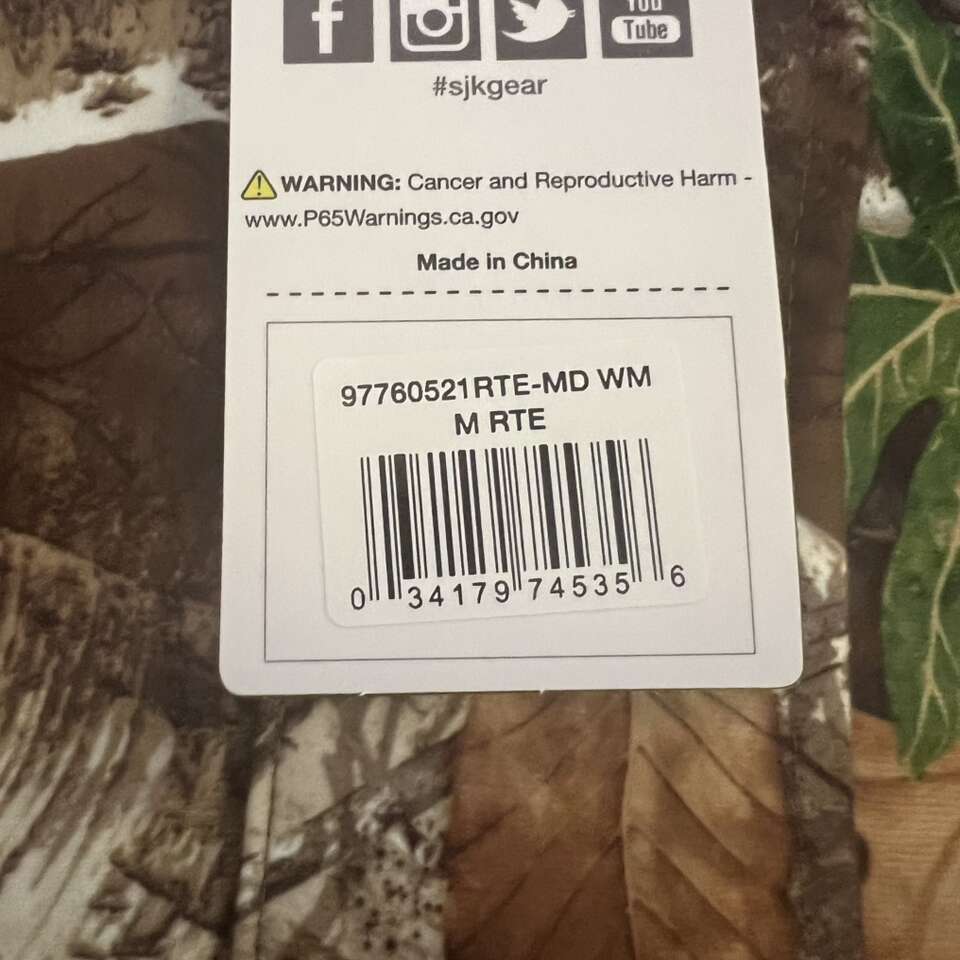 f
You
Tube
#sjkgear
WARNING: Cancer and Reproductive Harm -
www.P65Warnings.ca.gov
Made in China
97760521RTE-MD WM
M RTE
0 34179 74535 6